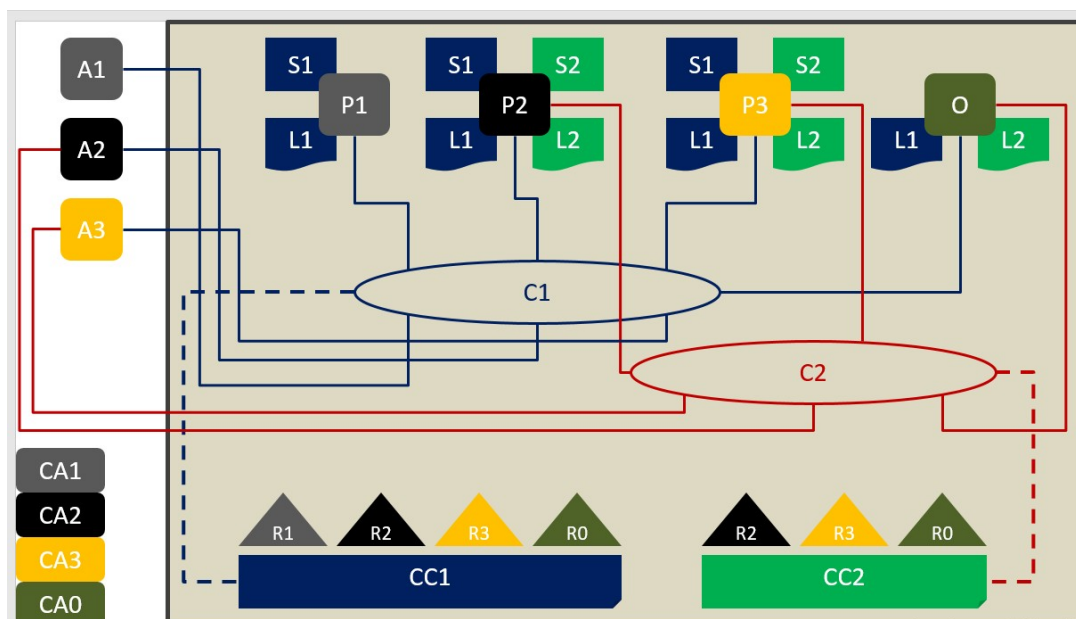 A1
A2
A3
S1
P1
L1
S1
S2
P2
L1
L2
S1
S2
P3
L1
L2
O
L1
L2
C1
C2
CA1
CA2
CA3
CA0
R1
R2
R3
R0
CC1
R2
R3
R0
CC2